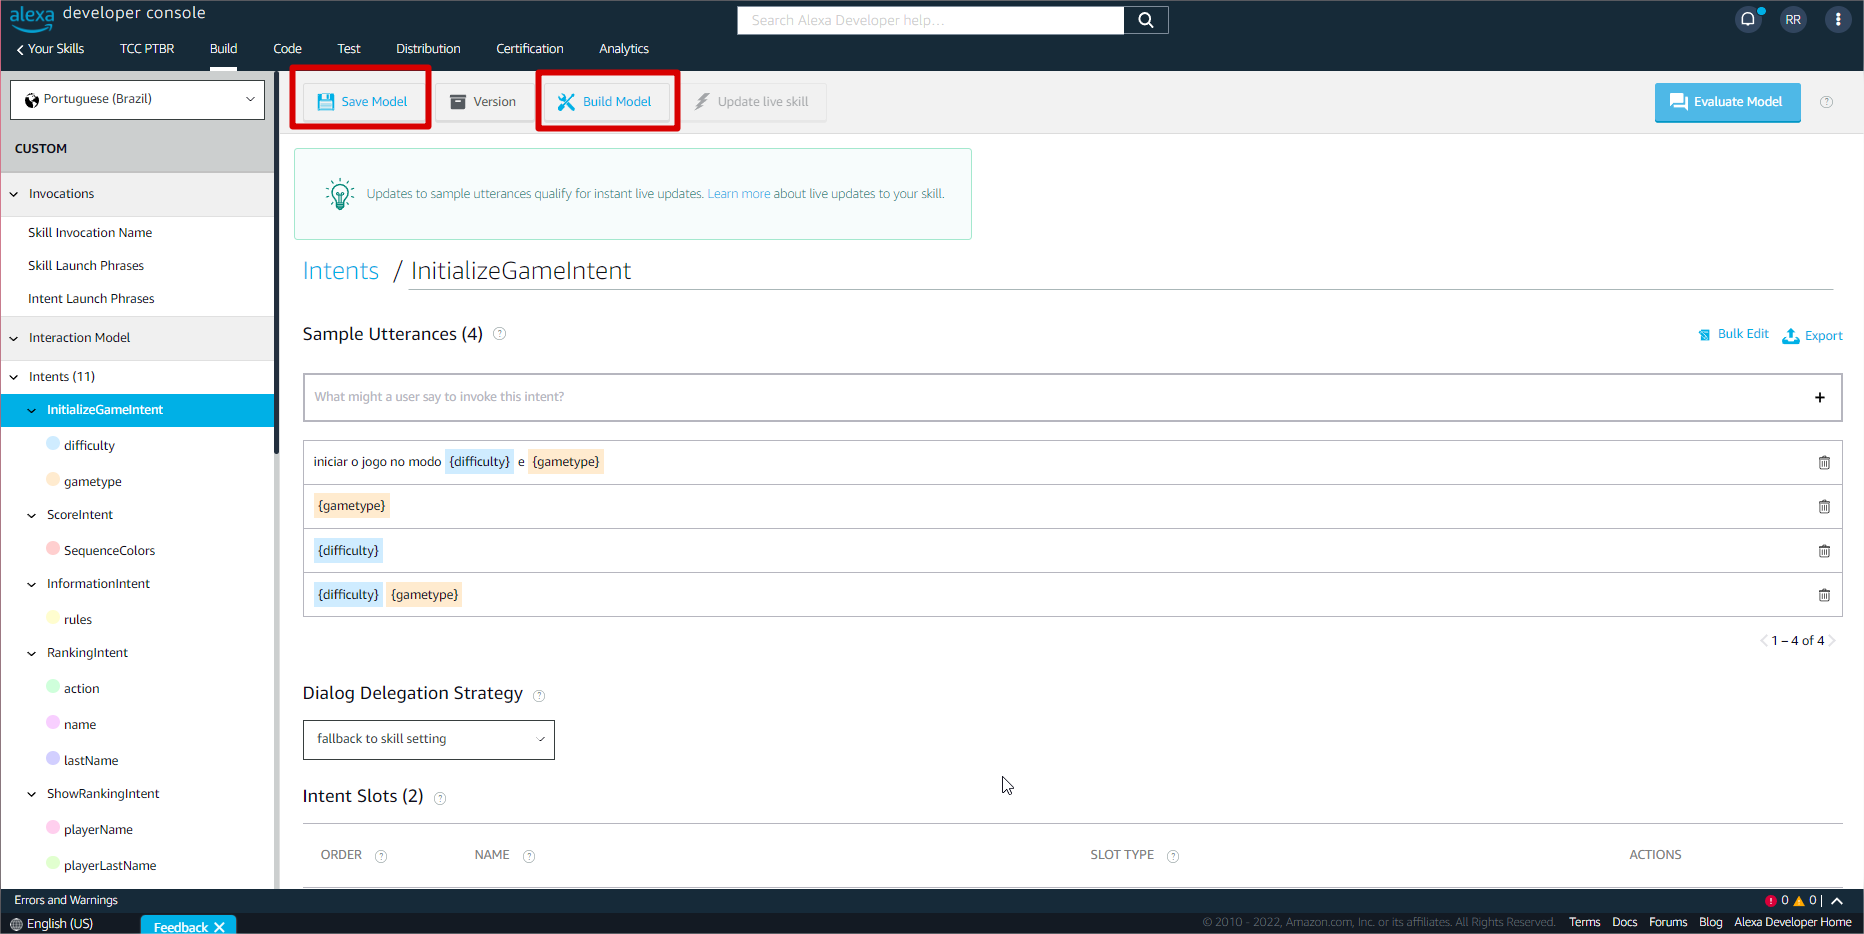 alexa developer console
Search Alexa Developer help...
RR
Your Skills TCC PTBR Build Code Test Distribution Certification Analytics
Portuguese (Brazil)
Save Model Version Build Model Update live skill Evaluate Model ?
CUSTOM
Invocations
Skill Invocation Name
Skill Launch Phrases
Intent Launch Phrases
Interaction Model
Intents (11)
InitializeGameIntent
difficulty
gametype
ScoreIntent
SequenceColors
InformationIntent
rules
RankingIntent
action
name
lastName
ShowRankingIntent
playerName
playerLastName
Updates to sample utterances qualify for instant live updates. Learn more about live updates to your skill.
Intents / InitializeGameIntent
Sample Utterances (4) ?
Bulk Edit Export
What might a user say to invoke this intent? +
iniciar o jogo no modo {difficulty} e {gametype}
{gametype}
{difficulty}
{difficulty} {gametype}
1 – 4 of 4
Dialog Delegation Strategy ?
fallback to skill setting
Intent Slots (2) ?
ORDER ? NAME ? SLOT TYPE ? ACTIONS
Errors and Warnings
! 0 0 |
English (US)
Feedback
© 2010 - 2022, Amazon.com, Inc. or its affiliates. All Rights Reserved. Terms Docs Forums Blog Alexa Developer Home